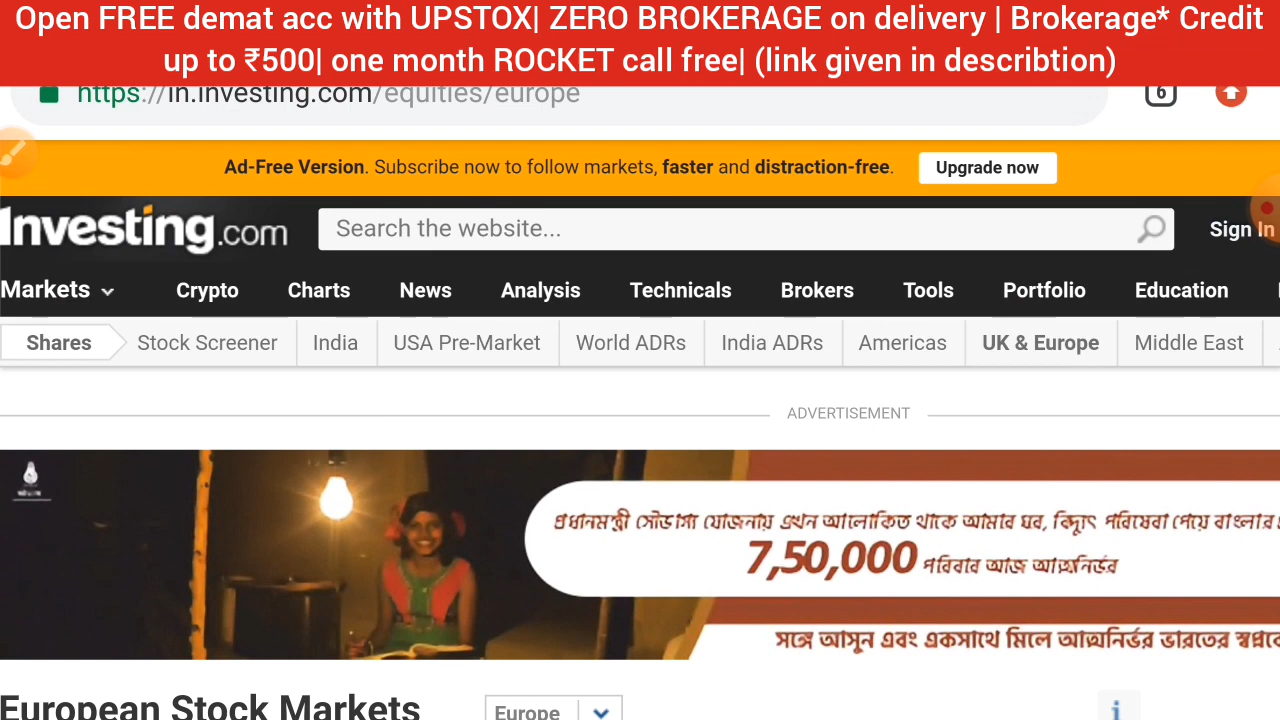 Open FREE demat acc with UPSTOX| ZERO BROKERAGE on delivery | Brokerage* Credit
up to ₹500| one month ROCKET call free| (link given in describtion)
https://in.investing.com/equities/europe
6
Ad-Free Version. Subscribe now to follow markets, faster and distraction-free.
Upgrade now
Investing.com
Search the website...
Sign In
Markets
Crypto
Charts
News
Analysis
Technicals
Brokers
Tools
Portfolio
Education
Shares
Stock Screener
India
USA Pre-Market
World ADRs
India ADRs
Americas
UK & Europe
Middle East
ADVERTISEMENT
প্রধানমন্ত্রী সৌভাগ্য যোজনায় এখন আলোকিত থাকে আমার ঘর, বিদ্যুৎ পরিষেবা পেয়ে বাংলার
7,50,000 পরিবার আজ আত্মনির্ভর
সঙ্গে আসুন এবং একসাথে মিলে আত্মনির্ভর ভারতের
European Stock Markets
Europe
i